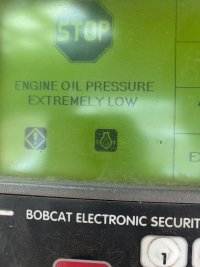 STOP
ENGINE OIL PRESSURE
EXTREMELY LOW
BOBCAT ELECTRONIC SECURIT
1